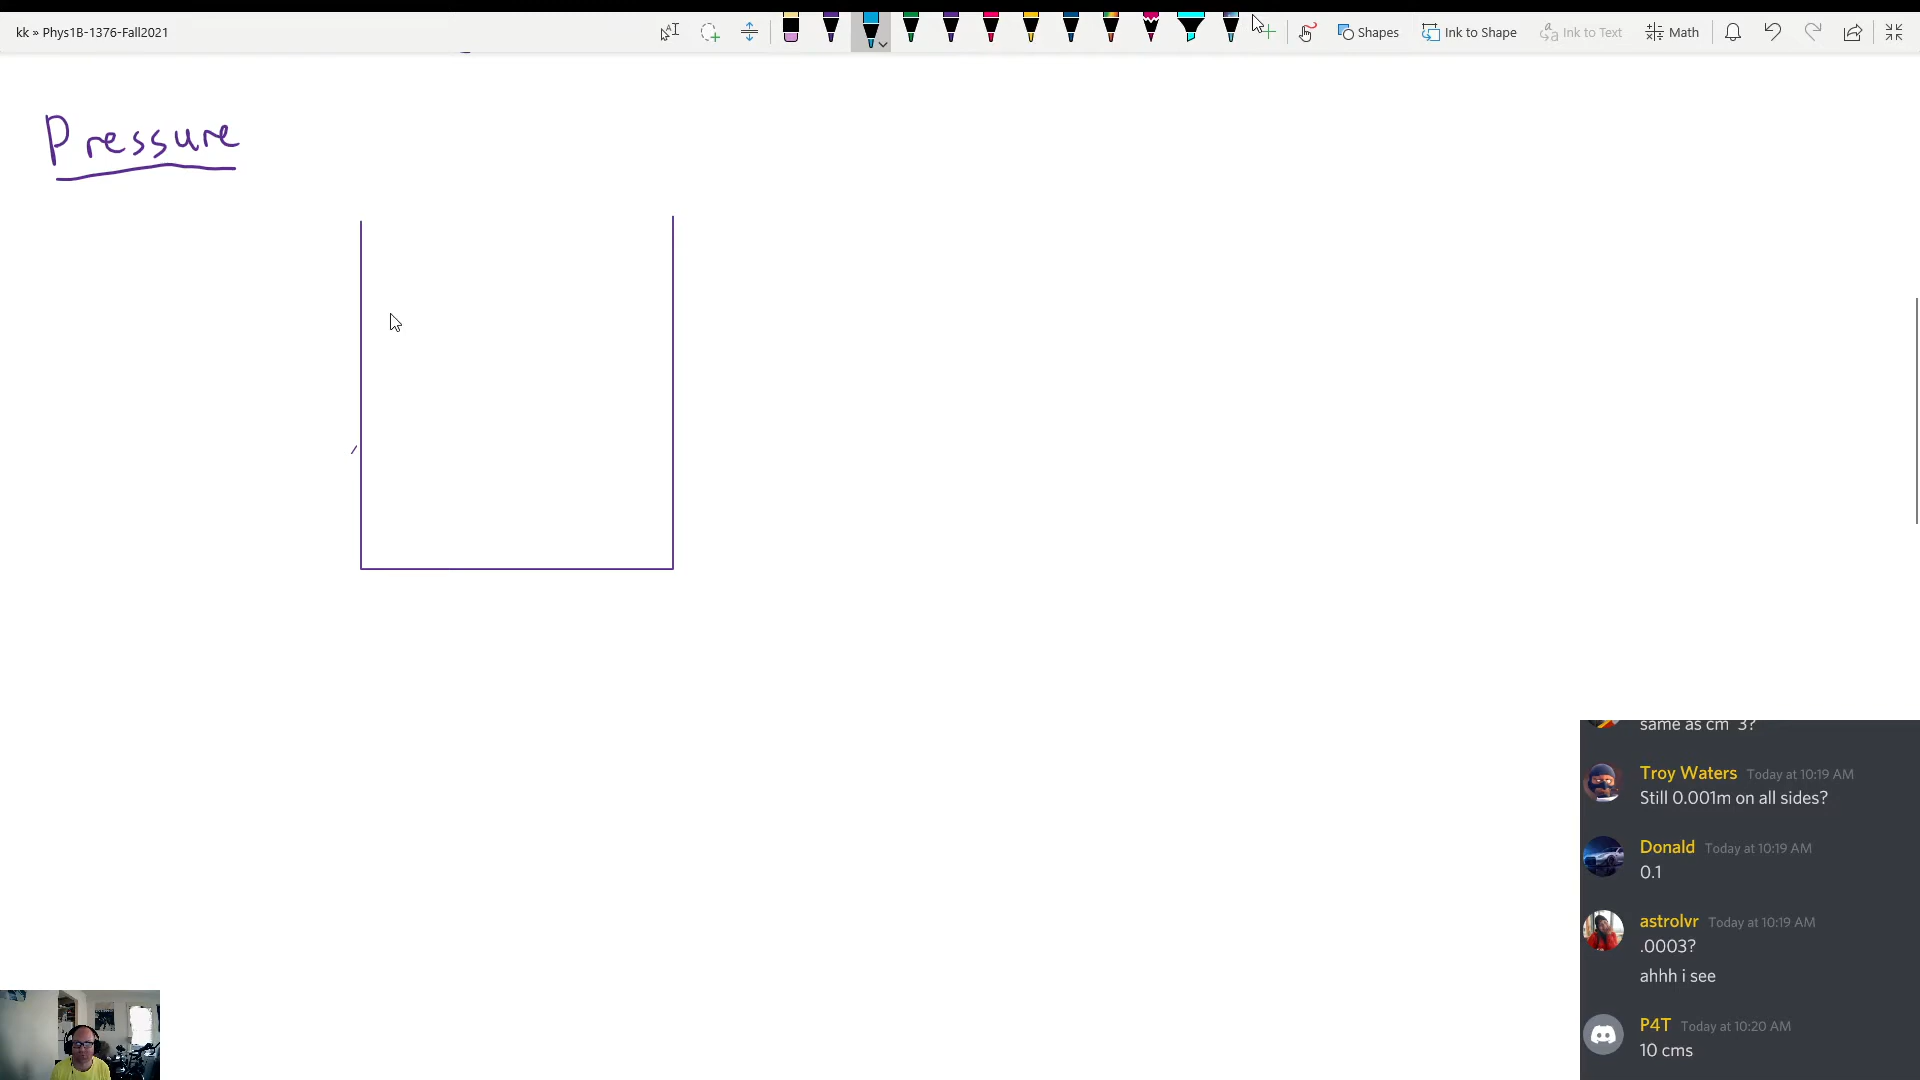 kk » Phys1B-1376-Fall2021
Shapes
Ink to Shape
Ink to Text
Math
Pressure
same as cm^3?
Troy Waters Today at 10:19 AM
Still 0.001m on all sides?
Donald Today at 10:19 AM
0.1
astrolvr Today at 10:19 AM
.0003?
ahhh i see
P4T Today at 10:20 AM
10 cms